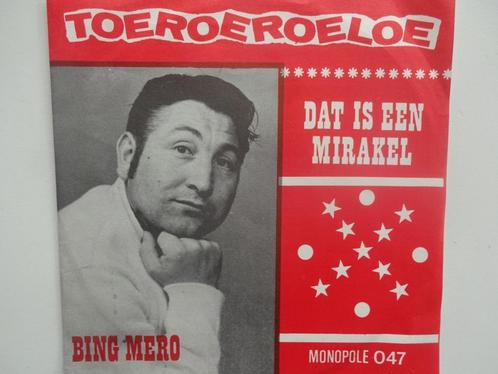 TOEROEROELOE
DAT IS EEN
MIRAKEL
BING MERO
MONOPOLE 047